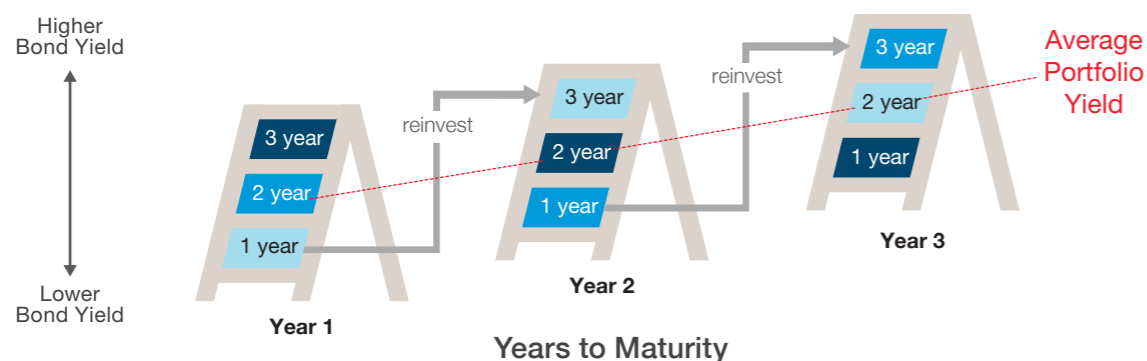 Higher
Bond Yield
Lower
Bond Yield
3 year
2 year
1 year
Year 1
reinvest
3 year
2 year
1 year
Year 2
reinvest
3 year
2 year
1 year
Year 3
Average
Portfolio
Yield
Years to Maturity